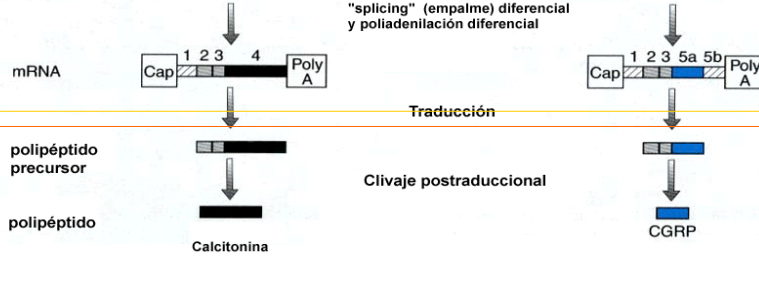 "splicing" (empalme) diferencial
y poliadenilación diferencial
mRNA
Cap
1 2 3 4
Poly
A
Cap
1 2 3 5a 5b
Poly
A
Traducción
polipéptido
precursor
Clivaje postraduccional
polipéptido
Calcitonina
CGRP